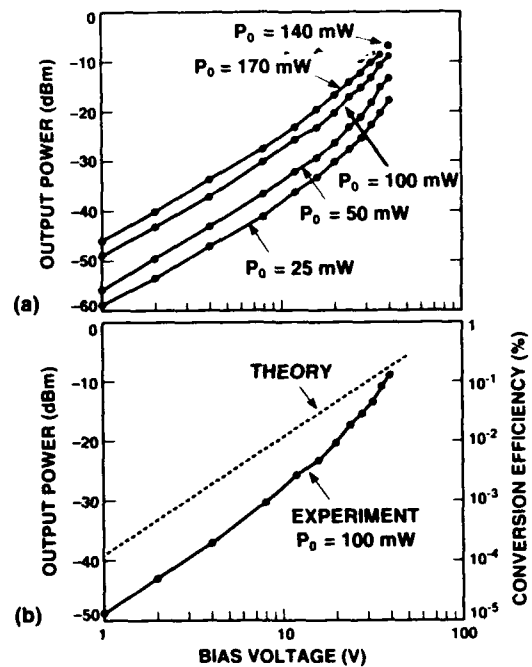 0
P₀ = 140 mW
-10
P₀ = 170 mW
-20
-30
P₀ = 100 mW
-40
P₀ = 50 mW
-50
P₀ = 25 mW
-60
OUTPUT POWER (dBm)
(a)
0
1
THEORY
-10
10⁻¹
-20
10⁻²
-30
10⁻³
EXPERIMENT
P₀ = 100 mW
-40
10⁻⁴
-50
10⁻⁵
OUTPUT POWER (dBm)
CONVERSION EFFICIENCY (%)
(b)
1
10
100
BIAS VOLTAGE (V)